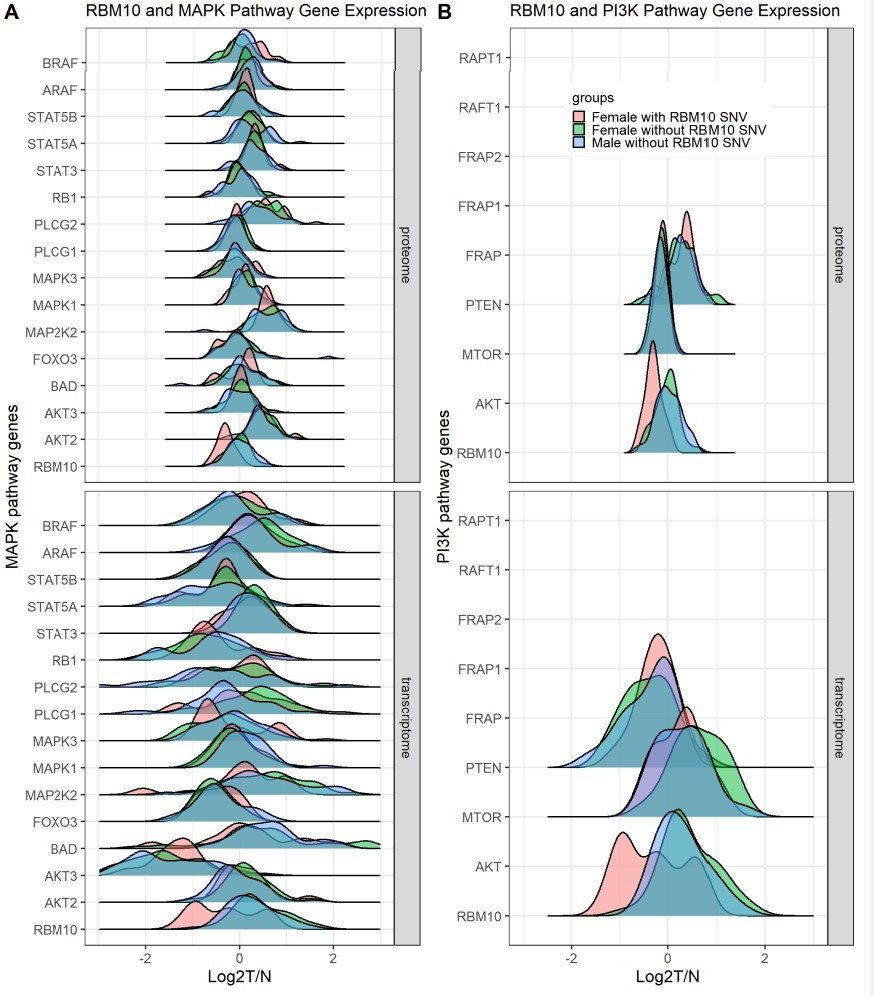 A
RBM10 and MAPK Pathway Gene Expression
MAPK pathway genes
BRAF
ARAF
STAT5B
STAT5A
STAT3
RB1
PLCG2
PLCG1
MAPK3
MAPK1
MAP2K2
FOXO3
BAD
AKT3
AKT2
RBM10
proteome
BRAF
ARAF
STAT5B
STAT5A
STAT3
RB1
PLCG2
PLCG1
MAPK3
MAPK1
MAP2K2
FOXO3
BAD
AKT3
AKT2
RBM10
transcriptome
-2 0 2
Log2T/N
B
RBM10 and PI3K Pathway Gene Expression
PI3K pathway genes
RAPT1
RAFT1
FRAP2
FRAP1
FRAP
PTEN
MTOR
AKT
RBM10
groups
Female with RBM10 SNV
Female without RBM10 SNV
Male without RBM10 SNV
proteome
RAPT1
RAFT1
FRAP2
FRAP1
FRAP
PTEN
MTOR
AKT
RBM10
transcriptome
-2 0 2
Log2T/N